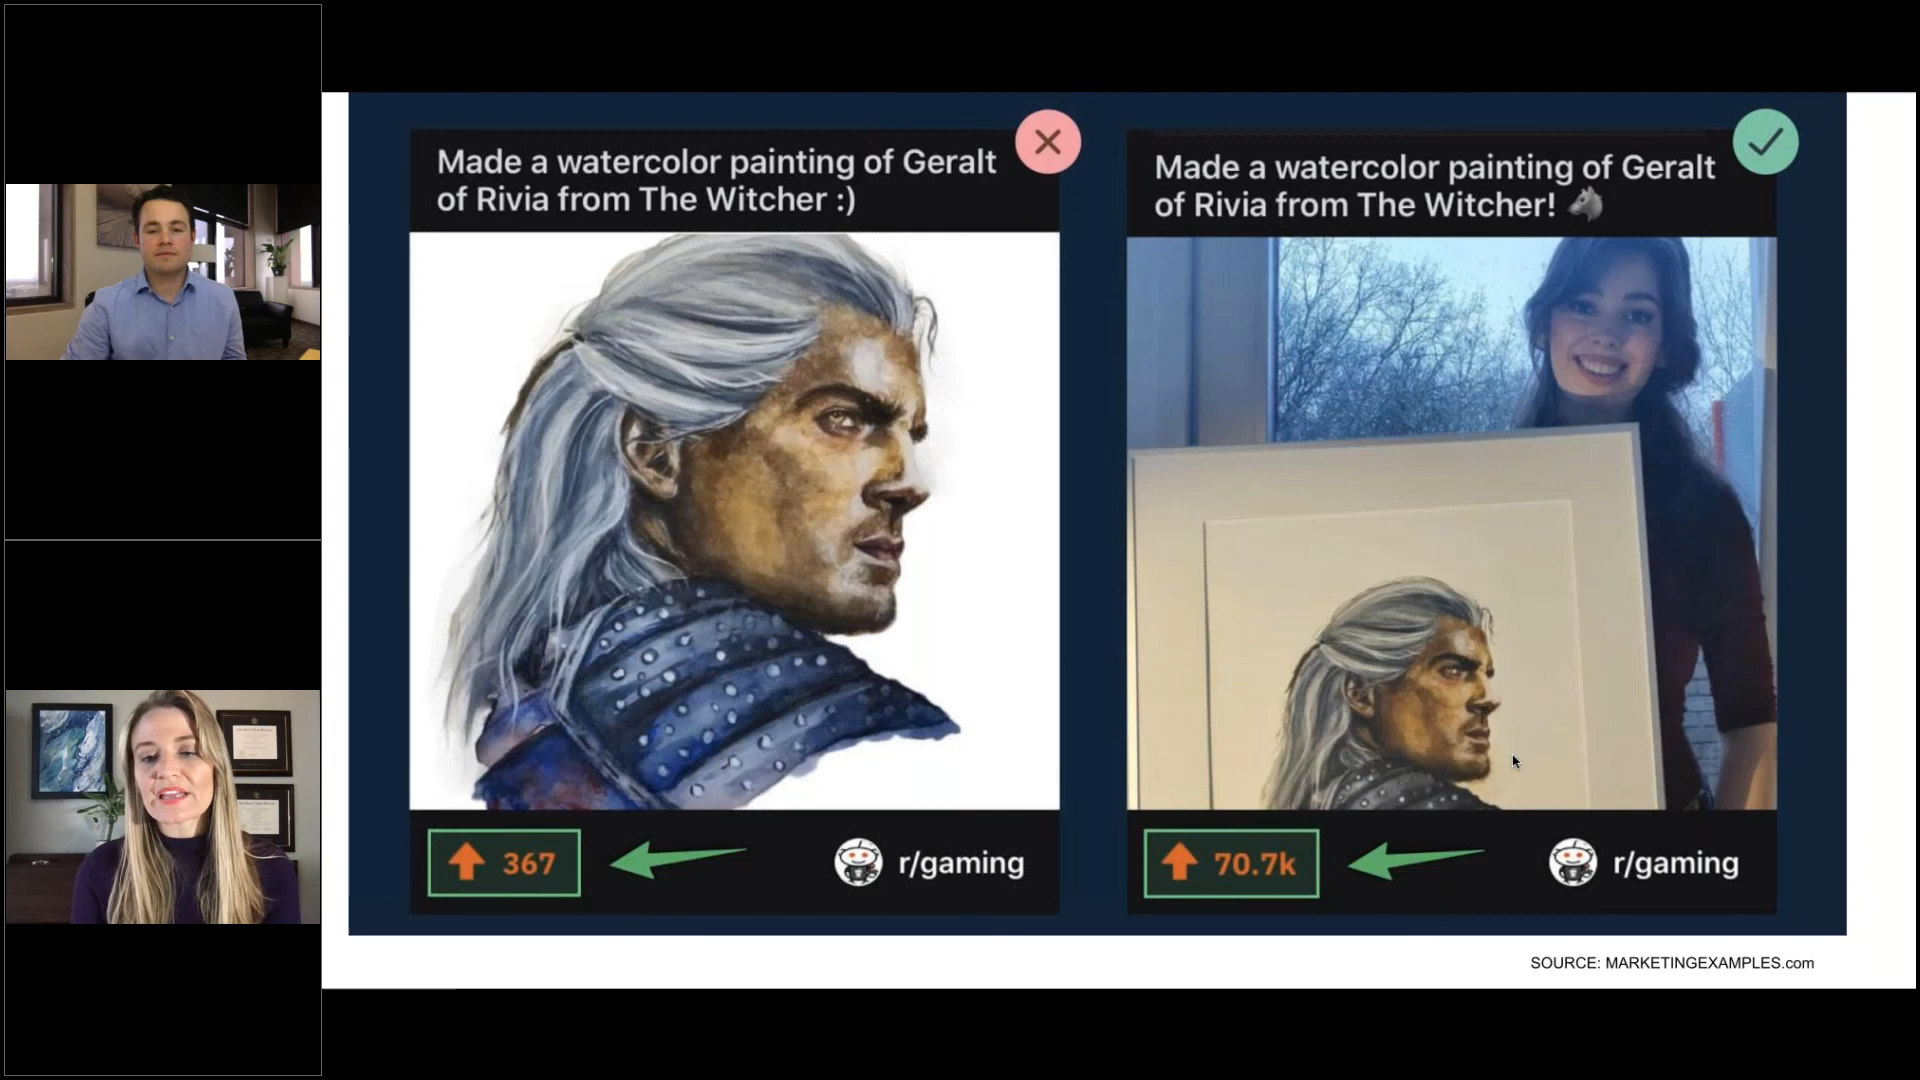 Made a watercolor painting of Geralt
of Rivia from The Witcher :)
367
r/gaming
Made a watercolor painting of Geralt
of Rivia from The Witcher! 🐺
70.7k
r/gaming
SOURCE: MARKETINGEXAMPLES.com